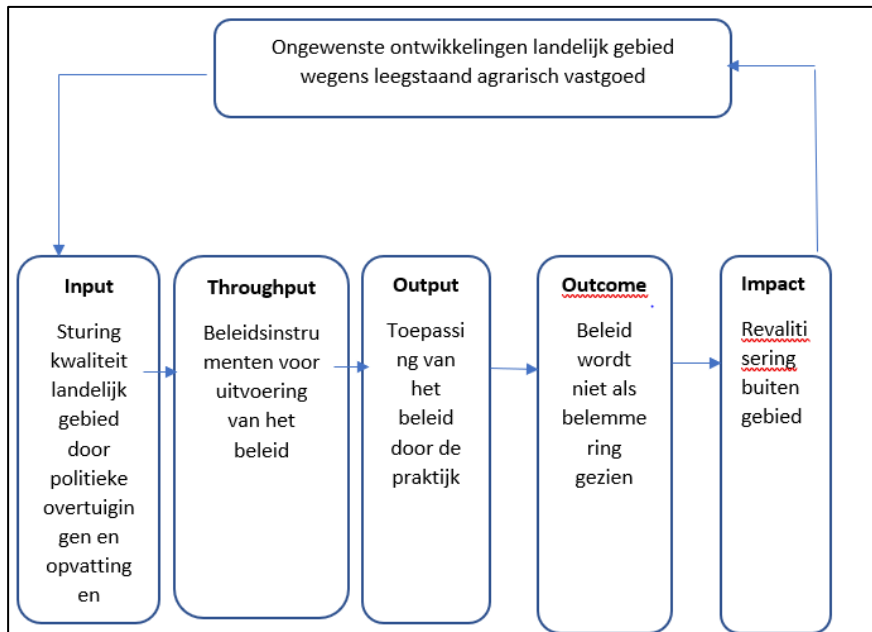 Ongewenste ontwikkelingen landelijk gebied
wegens leegstaand agrarisch vastgoed
Input
Sturing
kwaliteit
landelijk
gebied
door
politieke
overtuigin
gen en
opvatting
en
Throughput
Beleidsinstru
menten voor
uitvoering
van het
beleid
Output
Toepassi
ng van
het
beleid
door de
praktijk
Outcome
Beleid
wordt
niet als
belemme
ring
gezien
Impact
Revaliti
sering
buiten
gebied